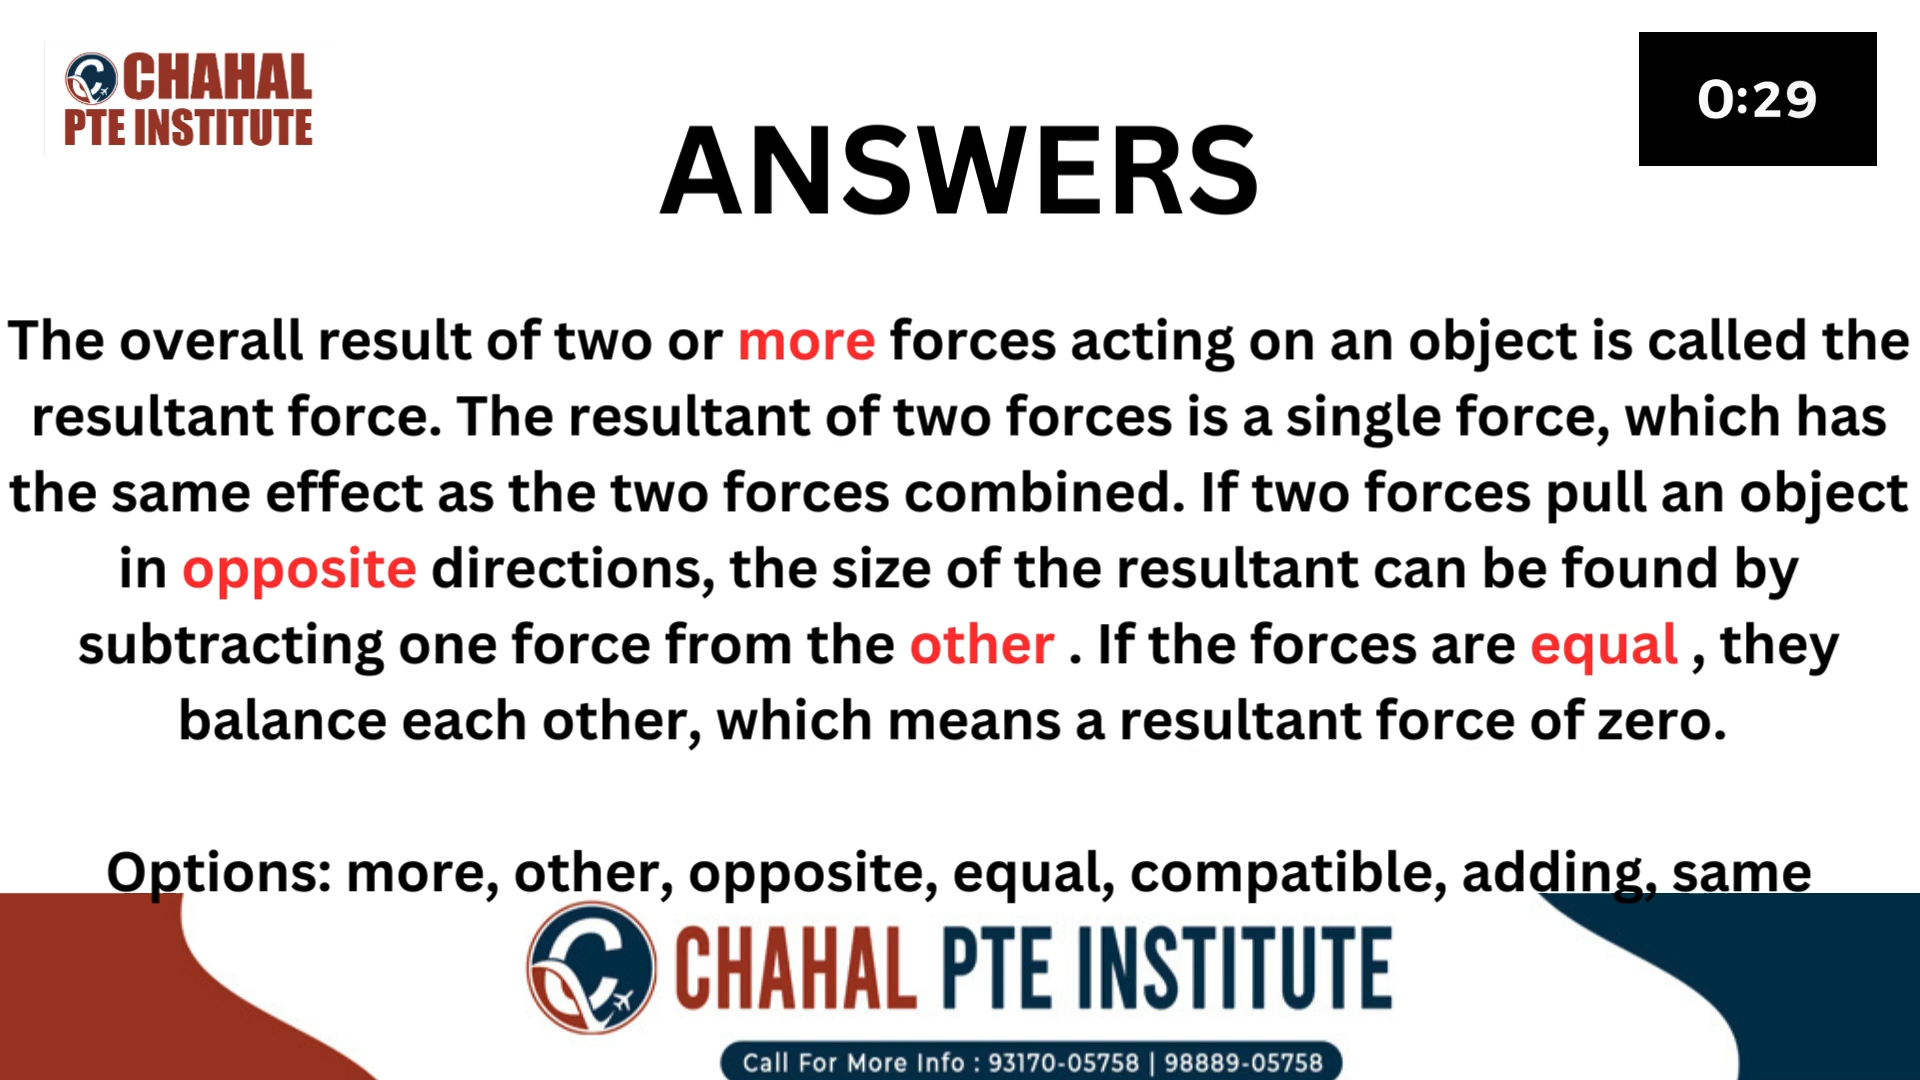 CHAHAL
PTE INSTITUTE
0:29
ANSWERS
The overall result of two or more forces acting on an object is called the
resultant force. The resultant of two forces is a single force, which has
the same effect as the two forces combined. If two forces pull an object
in opposite directions, the size of the resultant can be found by
subtracting one force from the other . If the forces are equal , they
balance each other, which means a resultant force of zero.
Options: more, other, opposite, equal, compatible, adding, same
CHAHAL PTE INSTITUTE
Call For More Info : 93170-05758 | 98889-05758